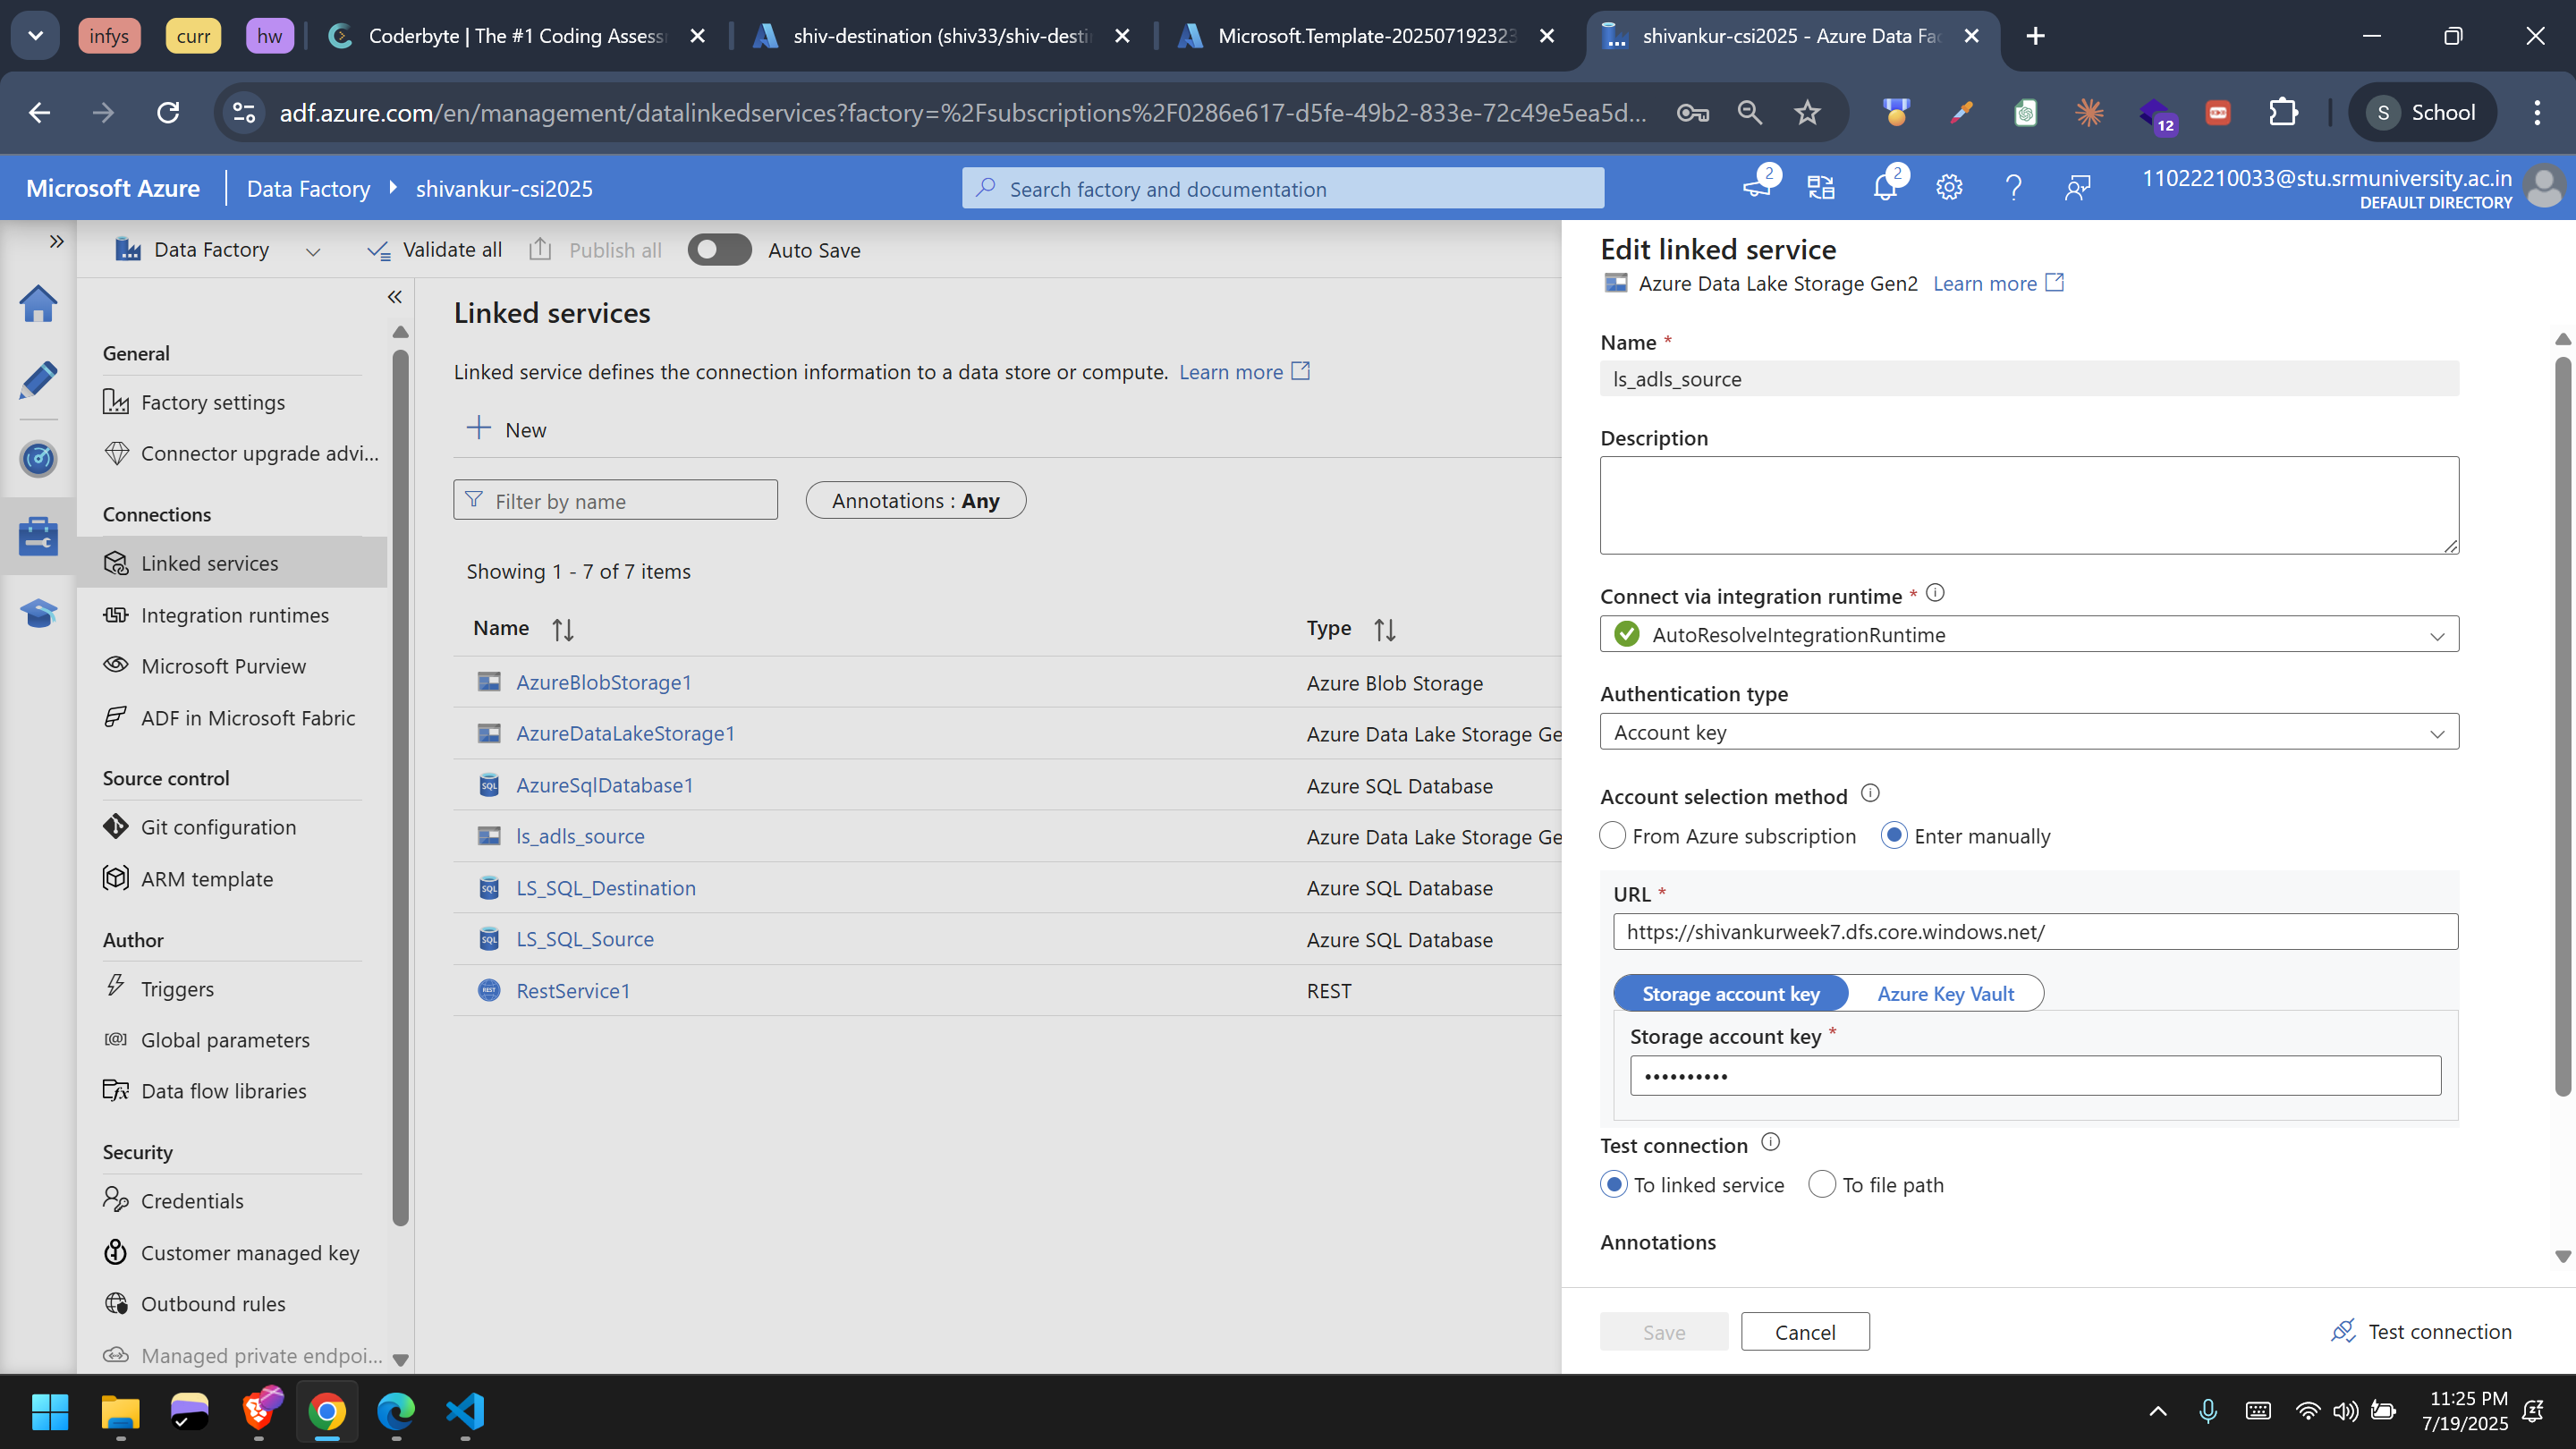 infys
curr
hw
Coderbyte | The #1 Coding Assess
shiv-destination (shiv33/shiv-desti
Microsoft.Template-202507192323
shivankur-csi2025 - Azure Data Fac
adf.azure.com/en/management/datalinkedservices?factory=%2Fsubscriptions%2F0286e617-d5fe-49b2-833e-72c49e5ea5d...
12
S
School
Microsoft Azure
Data Factory
shivankur-csi2025
Search factory and documentation
2
2
11022210033@stu.srmuniversity.ac.in
DEFAULT DIRECTORY
Data Factory
Validate all
Publish all
Auto Save
General
Factory settings
Connector upgrade advi...
Connections
Linked services
Integration runtimes
Microsoft Purview
ADF in Microsoft Fabric
Source control
Git configuration
ARM template
Author
Triggers
Global parameters
Data flow libraries
Security
Credentials
Customer managed key
Outbound rules
Managed private endpoi...
Linked services
Linked service defines the connection information to a data store or compute. Learn more
New
Filter by name
Annotations : Any
Showing 1 - 7 of 7 items
Name Type
AzureBlobStorage1 Azure Blob Storage
AzureDataLakeStorage1 Azure Data Lake Storage Ge
SQL AzureSqlDatabase1 Azure SQL Database
ls_adls_source Azure Data Lake Storage Ge
SQL LS_SQL_Destination Azure SQL Database
SQL LS_SQL_Source Azure SQL Database
REST RestService1 REST
Edit linked service
Azure Data Lake Storage Gen2 Learn more
Name *
ls_adls_source
Description
Connect via integration runtime *
AutoResolveIntegrationRuntime
Authentication type
Account key
Account selection method
From Azure subscription
Enter manually
URL *
https://shivankurweek7.dfs.core.windows.net/
Storage account key
Azure Key Vault
Storage account key *
••••••••••
Test connection
To linked service
To file path
Annotations
Save
Cancel
Test connection
11:25 PM
7/19/2025